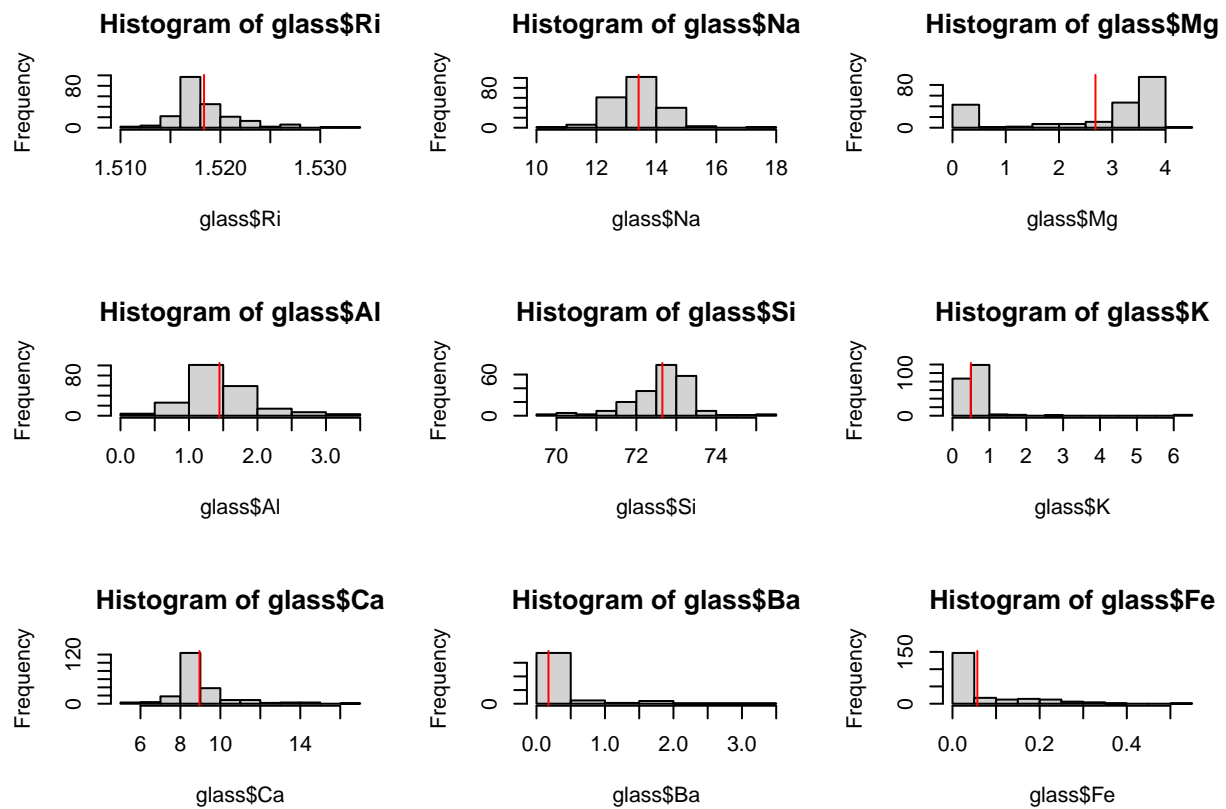 Histogram of glass$Ri
Frequency
0 80
1.510 1.520 1.530
glass$Ri
Histogram of glass$Na
Frequency
0 80
10 12 14 16 18
glass$Na
Histogram of glass$Mg
Frequency
0 80
0 1 2 3 4
glass$Mg
Histogram of glass$Al
Frequency
0 80
0.0 1.0 2.0 3.0
glass$Al
Histogram of glass$Si
Frequency
0 60
70 72 74
glass$Si
Histogram of glass$K
Frequency
0 100
0 1 2 3 4 5 6
glass$K
Histogram of glass$Ca
Frequency
0 120
6 8 10 14
glass$Ca
Histogram of glass$Ba
Frequency
0
0.0 1.0 2.0 3.0
glass$Ba
Histogram of glass$Fe
Frequency
0 150
0.0 0.2 0.4
glass$Fe